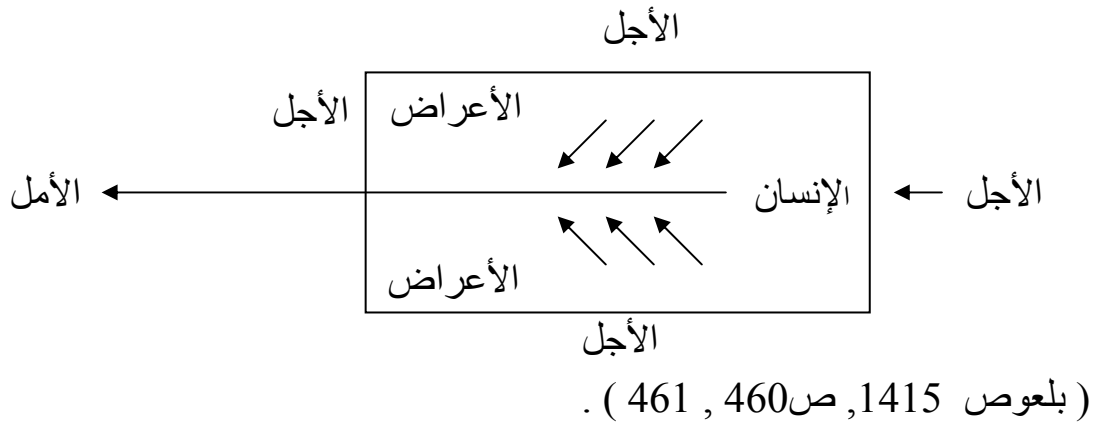 الأجل
الأعراض
الأجل
الأجل
الإنسان
الأمل
الأعراض
الأجل
( بلعوص 1415, ص460 , 461 ) .